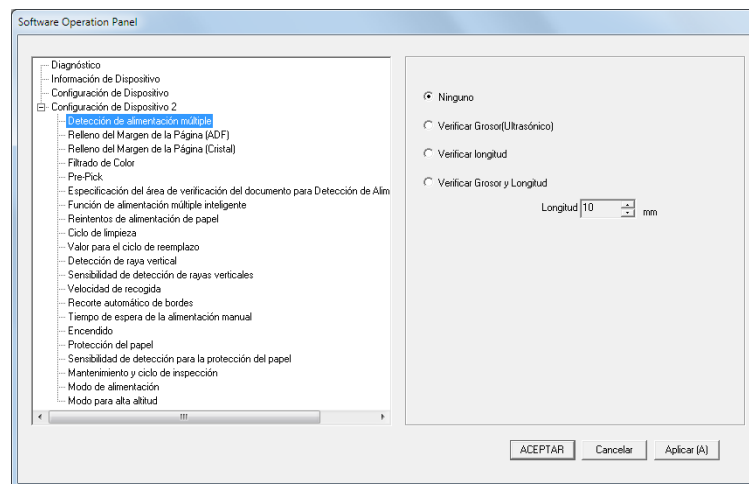 Software Operation Panel
Diagnóstico
Información de Dispositivo
Configuración de Dispositivo
Configuración de Dispositivo 2
Detección de alimentación múltiple
Relleno del Margen de la Página (ADF)
Relleno del Margen de la Página (Cristal)
Filtrado de Color
Pre-Pick
Especificación del área de verificación del documento para Detección de Alim
Función de alimentación múltiple inteligente
Reintentos de alimentación de papel
Ciclo de limpieza
Valor para el ciclo de reemplazo
Detección de raya vertical
Sensibilidad de detección de rayas verticales
Velocidad de recogida
Recorte automático de bordes
Tiempo de espera de la alimentación manual
Encendido
Protección del papel
Sensibilidad de detección para la protección del papel
Mantenimiento y ciclo de inspección
Modo de alimentación
Modo para alta altitud
Ninguno
Verificar Grosor(Ultrasónico)
Verificar longitud
Verificar Grosor y Longitud
Longitud 10 mm
ACEPTAR Cancelar Aplicar (A)